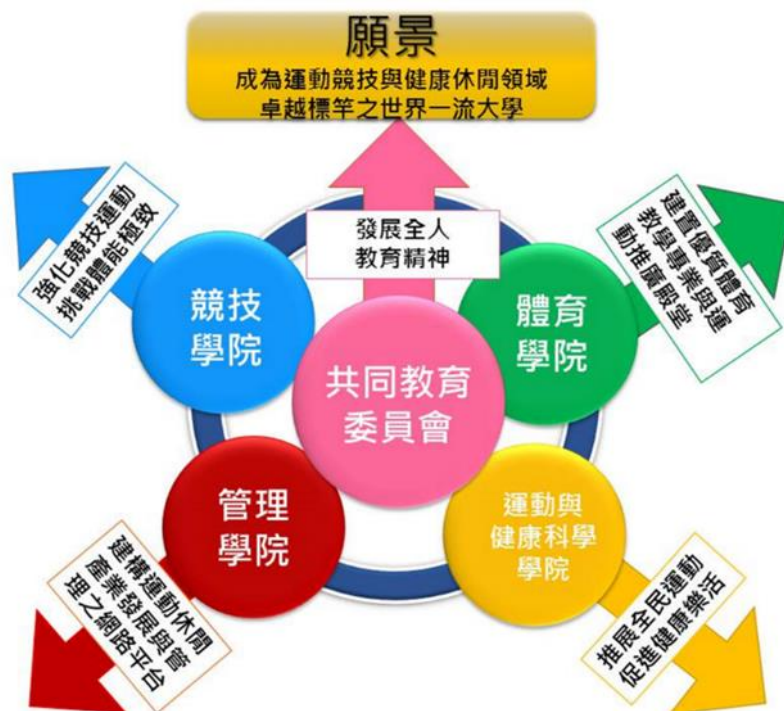 願景
成為運動競技與健康休閒領域
卓越標竿之世界一流大學
強化競技運動
挑戰體能極致
發展全人
教育精神
建置優質體育
教學專業與運
動推廣殿堂
競技
學院
體育
學院
共同教育
委員會
管理
學院
運動與
健康科學
學院
建構運動休閒
產業發展與管
理之網路平台
推展全民運動
促進健康樂活